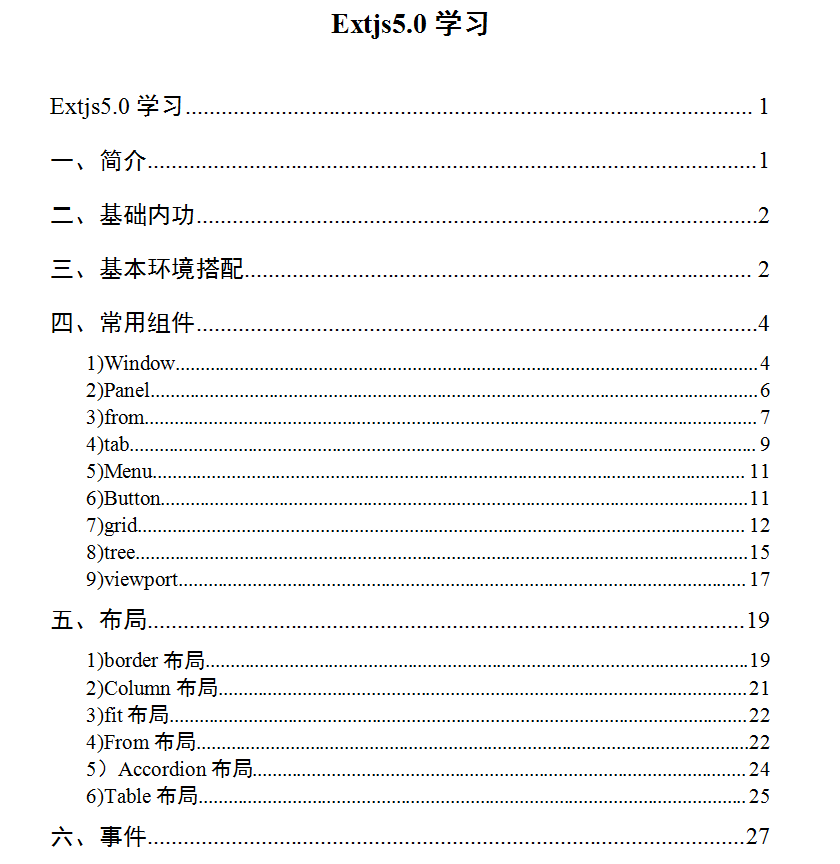 Extjs5.0 学习
Extjs5.0 学习........................................................................................ 1
一、简介........................................................................................1
二、基础内功........................................................................................2
三、基本环境搭配........................................................................................ 2
四、常用组件........................................................................................4
1)Window........................................................................................4
2)Panel........................................................................................6
3)from........................................................................................ 7
4)tab........................................................................................ 9
5)Menu........................................................................................ 11
6)Button........................................................................................11
7)grid........................................................................................ 12
8)tree........................................................................................15
9)viewport........................................................................................ 17
五、布局........................................................................................19
1)border 布局........................................................................................19
2)Column 布局........................................................................................21
3)fit 布局........................................................................................22
4)From 布局........................................................................................22
5）Accordion 布局........................................................................................ 24
6)Table 布局........................................................................................ 25
六、事件........................................................................................27